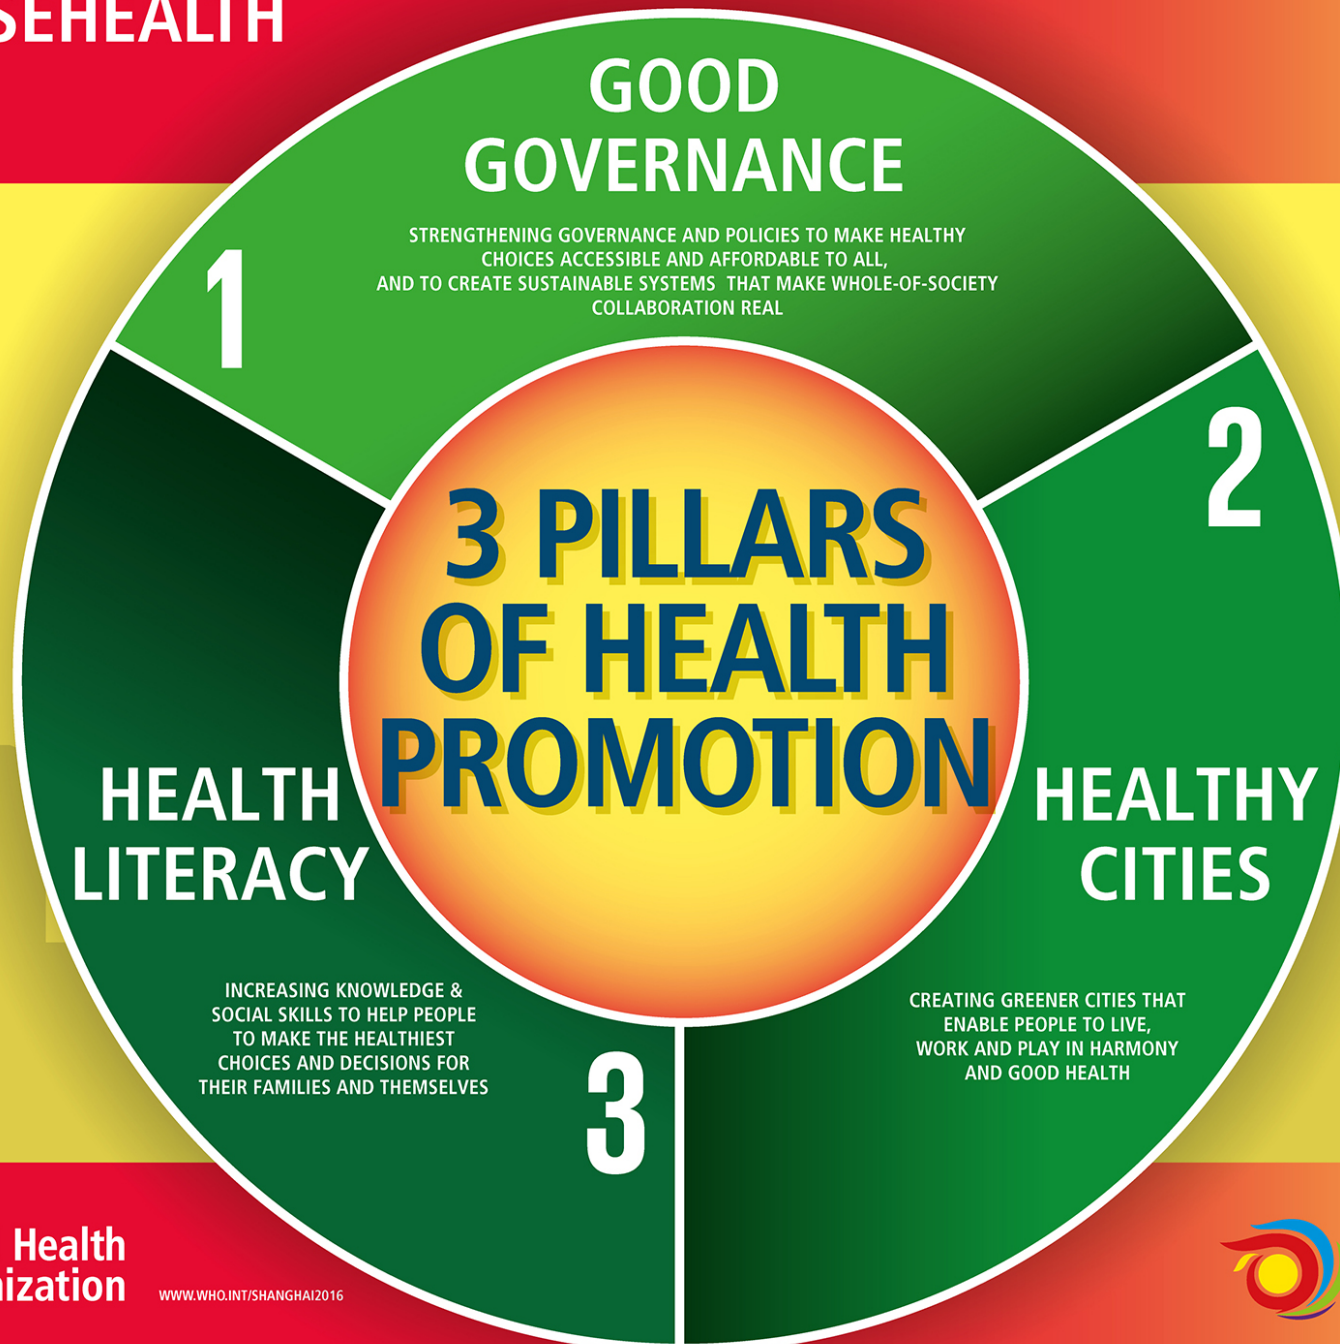 SEHEALTH
GOOD
GOVERNANCE
STRENGTHENING GOVERNANCE AND POLICIES TO MAKE HEALTHY
CHOICES ACCESSIBLE AND AFFORDABLE TO ALL,
AND TO CREATE SUSTAINABLE SYSTEMS THAT MAKE WHOLE-OF-SOCIETY
COLLABORATION REAL
1
2
3 PILLARS
OF HEALTH
PROMOTION
HEALTHY
CITIES
CREATING GREENER CITIES THAT
ENABLE PEOPLE TO LIVE,
WORK AND PLAY IN HARMONY
AND GOOD HEALTH
HEALTH
LITERACY
INCREASING KNOWLEDGE &
SOCIAL SKILLS TO HELP PEOPLE
TO MAKE THE HEALTHIEST
CHOICES AND DECISIONS FOR
THEIR FAMILIES AND THEMSELVES
3
Health
nization
WWW.WHO.INT/SHANGHAI2016